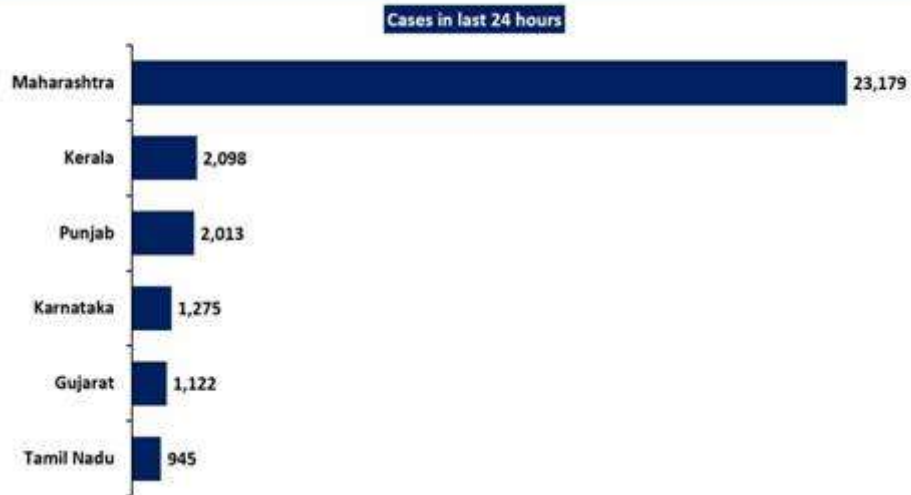 Cases in last 24 hours
Maharashtra 23,179
Kerala 2,098
Punjab 2,013
Karnataka 1,275
Gujarat 1,122
Tamil Nadu 945